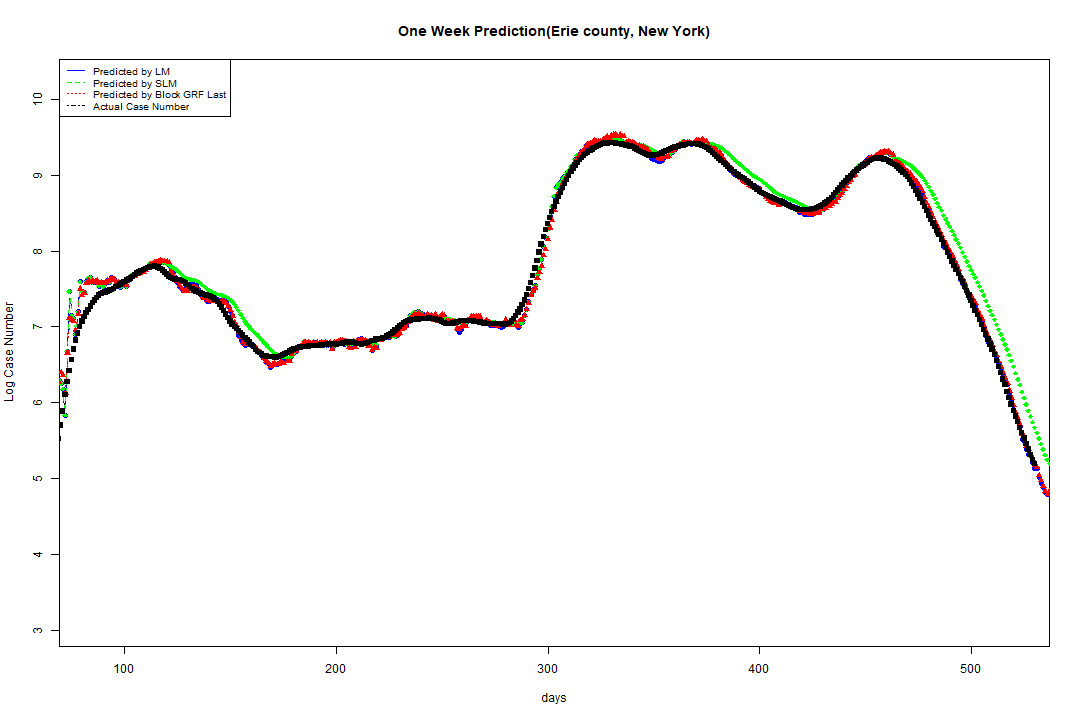 One Week Prediction(Erie county, New York)
Predicted by LM
Predicted by SLM
Predicted by Block GRF Last
Actual Case Number
Log Case Number
10
9
8
7
6
5
4
3
100 200 300 400 500
days